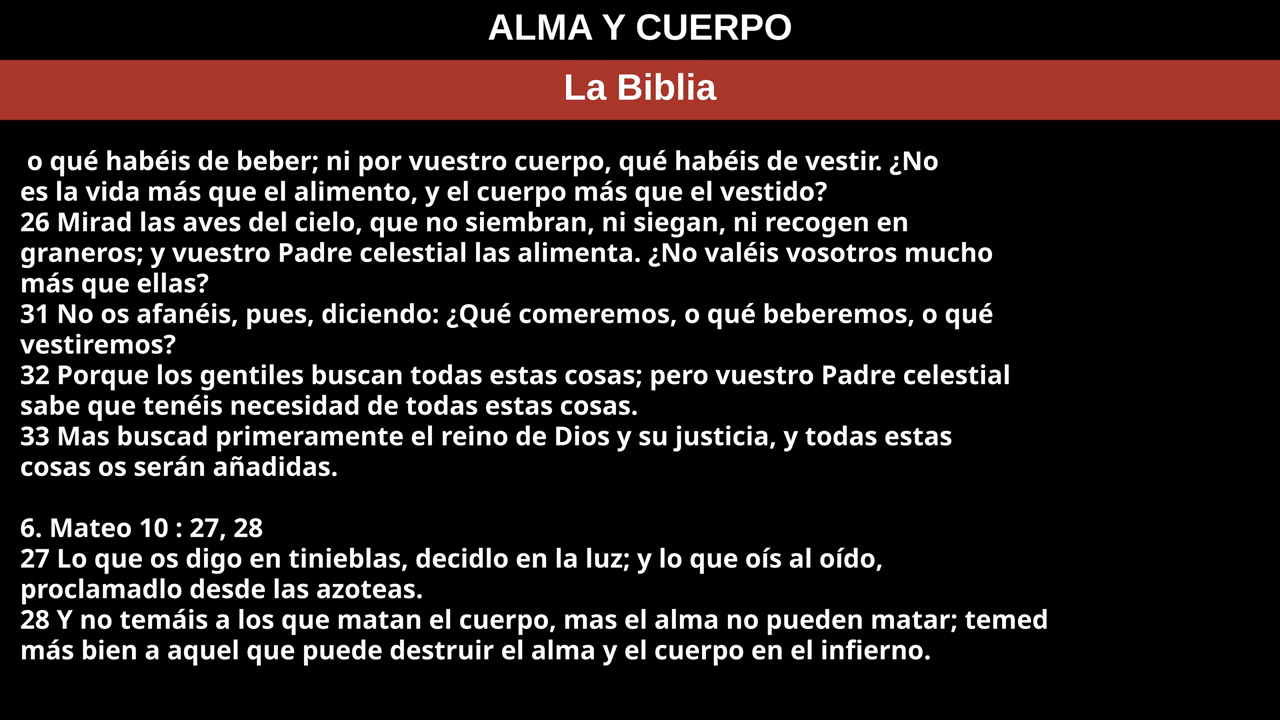 ALMA Y CUERPO
La Biblia
o qué habéis de beber; ni por vuestro cuerpo, qué habéis de vestir. ¿No
es la vida más que el alimento, y el cuerpo más que el vestido?
26 Mirad las aves del cielo, que no siembran, ni siegan, ni recogen en
graneros; y vuestro Padre celestial las alimenta. ¿No valéis vosotros mucho
más que ellas?
31 No os afanéis, pues, diciendo: ¿Qué comeremos, o qué beberemos, o qué
vestiremos?
32 Porque los gentiles buscan todas estas cosas; pero vuestro Padre celestial
sabe que tenéis necesidad de todas estas cosas.
33 Mas buscad primeramente el reino de Dios y su justicia, y todas estas
cosas os serán añadidas.
6. Mateo 10 : 27, 28
27 Lo que os digo en tinieblas, decidlo en la luz; y lo que oís al oído,
proclamadlo desde las azoteas.
28 Y no temáis a los que matan el cuerpo, mas el alma no pueden matar; temed
más bien a aquel que puede destruir el alma y el cuerpo en el infierno.